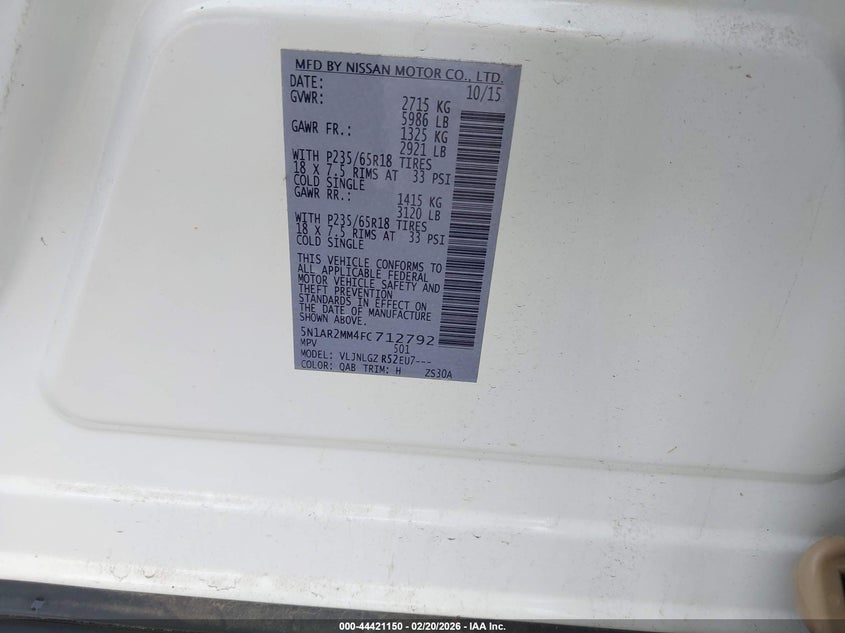 MFD BY NISSAN MOTOR CO., LTD.
DATE: 10/15
GVWR: 2715 KG
5986 LB
GAWR FR.: 1325 KG
2921 LB
WITH P235/65R18 TIRES
18 X 7.5 RIMS AT 33 PSI
COLD SINGLE
GAWR RR.: 1415 KG
3120 LB
WITH P235/65R18 TIRES
18 X 7.5 RIMS AT 33 PSI
COLD SINGLE
THIS VEHICLE CONFORMS TO
ALL APPLICABLE FEDERAL
MOTOR VEHICLE SAFETY AND
THEFT PREVENTION
STANDARDS IN EFFECT ON
THE DATE OF MANUFACTURE
SHOWN ABOVE.
5N1AR2MM4FC712792
MPV 501
MODEL: VLJNLGZ R52EU7---
COLOR: QAB TRIM: H ZS30A
000-44421150 - 02/20/2026 - IAA Inc.